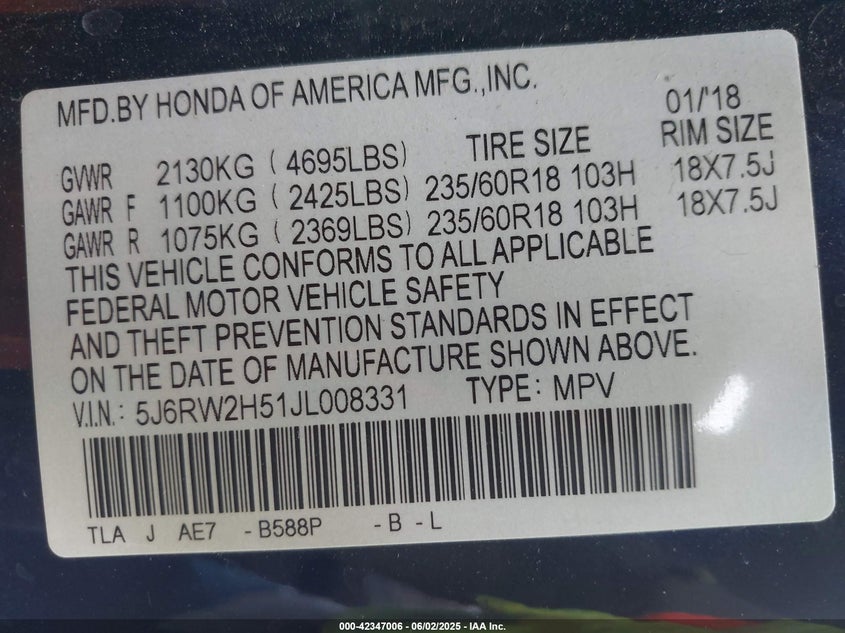 MFD.BY HONDA OF AMERICA MFG.,INC.
01/'18
TIRE SIZE RIM SIZE
GVWR 2130KG ( 4695LBS)
GAWR F 1100KG ( 2425LBS) 235/60R18 103H 18X7.5J
GAWR R 1075KG ( 2369LBS) 235/60R18 103H 18X7.5J
THIS VEHICLE CONFORMS TO ALL APPLICABLE
FEDERAL MOTOR VEHICLE SAFETY
AND THEFT PREVENTION STANDARDS IN EFFECT
ON THE DATE OF MANUFACTURE SHOWN ABOVE.
V.I.N.: 5J6RW2H51JL008331 TYPE: MPV
TLA J AE7 -B588P -B -L
000-42347006 - 06/02/2025 - IAA Inc.